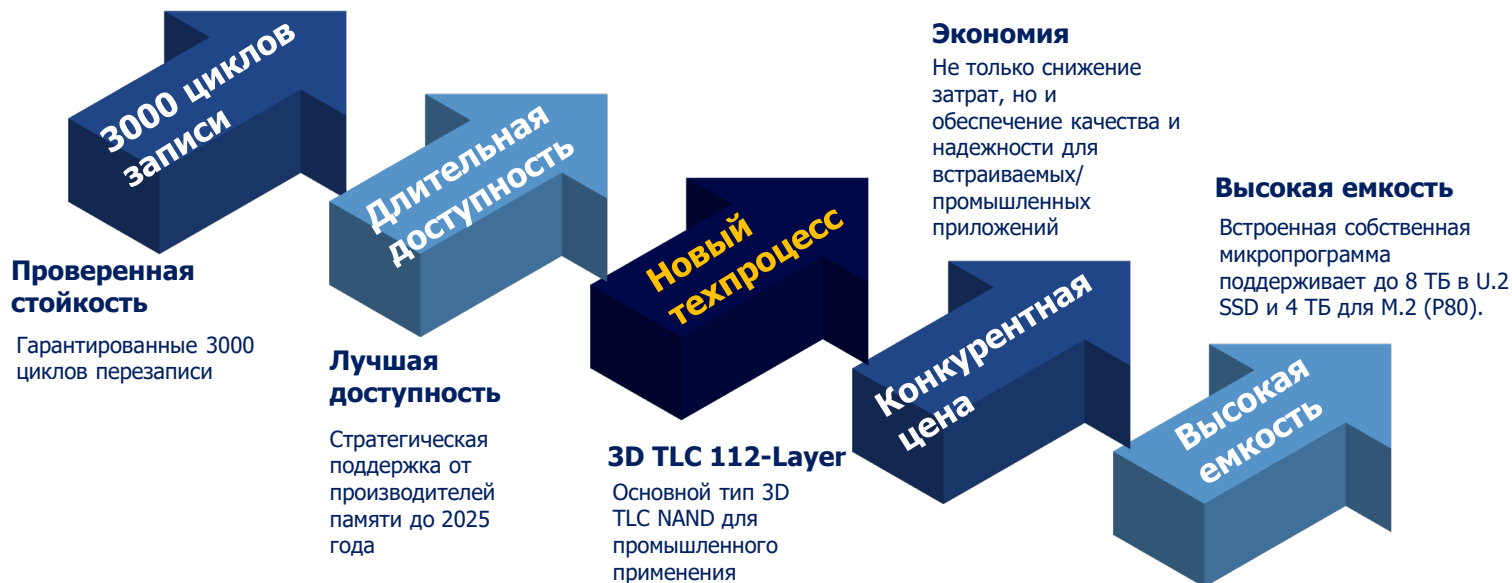 3000 циклов
записи
Проверенная
стойкость
Гарантированные 3000
циклов перезаписи
Длительная
доступность
Лучшая
доступность
Стратегическая
поддержка от
производителей
памяти до 2025
года
Новый
техпроцесс
3D TLC 112-Layer
Основной тип 3D
TLC NAND для
промышленного
применения
Экономия
Не только снижение
затрат, но и
обеспечение качества и
надежности для
встраиваемых/
промышленных
приложений
Конкурентная
цена
Высокая емкость
Встроенная собственная
микропрограмма
поддерживает до 8 ТБ в U.2
SSD и 4 ТБ для M.2 (P80).
Высокая
емкость